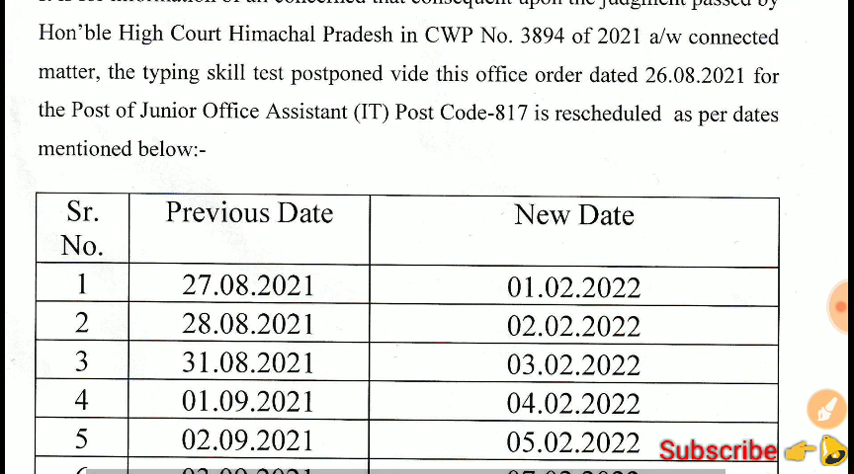 Hon'ble High Court Himachal Pradesh in CWP No. 3894 of 2021 a/w connected
matter, the typing skill test postponed vide this office order dated 26.08.2021 for
the Post of Junior Office Assistant (IT) Post Code-817 is rescheduled as per dates
mentioned below:-
Sr. No. Previous Date New Date
1 27.08.2021 01.02.2022
2 28.08.2021 02.02.2022
3 31.08.2021 03.02.2022
4 01.09.2021 04.02.2022
5 02.09.2021 05.02.2022
Subscribe